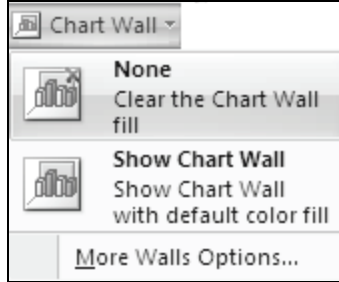 Chart Wall
None
Clear the Chart Wall
fill
Show Chart Wall
Show Chart Wall
with default color fill
More Walls Options...